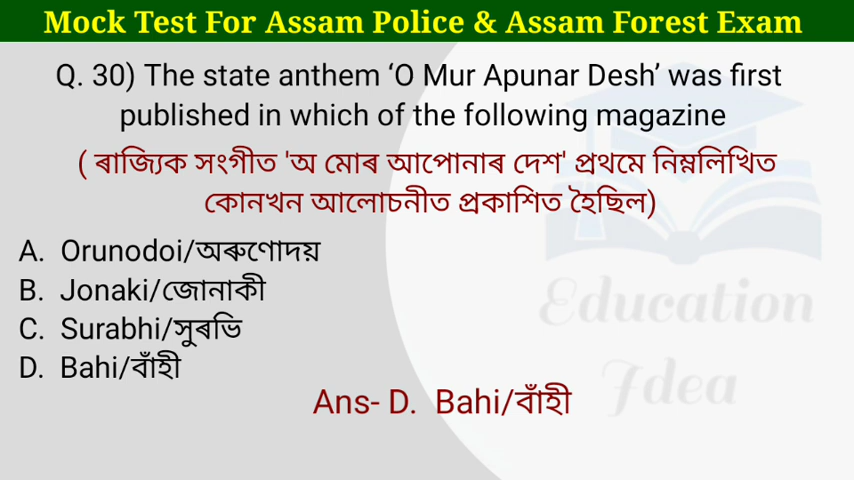 Mock Test For Assam Police & Assam Forest Exam
Q. 30) The state anthem ‘O Mur Apunar Desh’ was first
published in which of the following magazine
( ৰাজ্যিক সংগীত 'অ মোৰ আপোনাৰ দেশ' প্ৰথমে নিম্নলিখিত
কোনখন আলোচনীত প্ৰকাশিত হৈছিল)
A. Orunodoi/অৰুণোদয়
B. Jonaki/জোনাকী
C. Surabhi/সুৰভি
D. Bahi/বাঁহী
Ans- D. Bahi/বাঁহী
Education
Idea